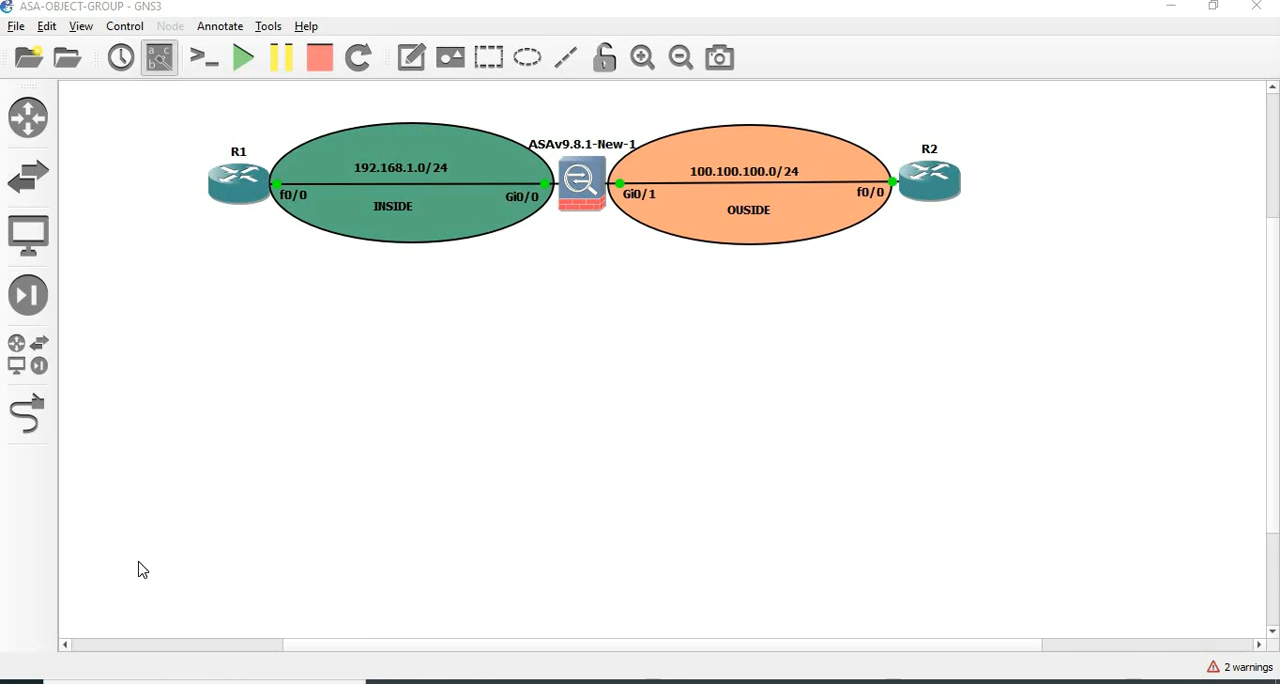 ASA-OBJECT-GROUP - GNS3
File Edit View Control Node Annotate Tools Help
a c
b
R1
192.168.1.0/24
f0/0
INSIDE
Gi0/0
ASAv9.8.1-New-1
100.100.100.0/24
Gi0/1
OUSIDE
f0/0
R2
2 warnings